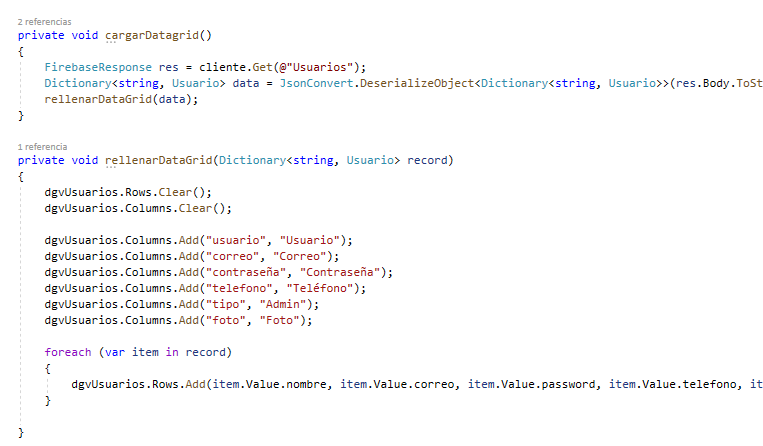 2 referencias
private void cargarDatagrid()
{
FirebaseResponse res = cliente.Get(@"Usuarios");
Dictionary<string, Usuario> data = JsonConvert.DeserializeObject<Dictionary<string, Usuario>>(res.Body.ToSt
rellenarDataGrid(data);
}
1 referencia
private void rellenarDataGrid(Dictionary<string, Usuario> record)
{
dgvUsuarios.Rows.Clear();
dgvUsuarios.Columns.Clear();
dgvUsuarios.Columns.Add("usuario", "Usuario");
dgvUsuarios.Columns.Add("correo", "Correo");
dgvUsuarios.Columns.Add("contraseña", "Contraseña");
dgvUsuarios.Columns.Add("telefono", "Teléfono");
dgvUsuarios.Columns.Add("tipo", "Admin");
dgvUsuarios.Columns.Add("foto", "Foto");
foreach (var item in record)
{
dgvUsuarios.Rows.Add(item.Value.nombre, item.Value.correo, item.Value.password, item.Value.telefono, it
}
}